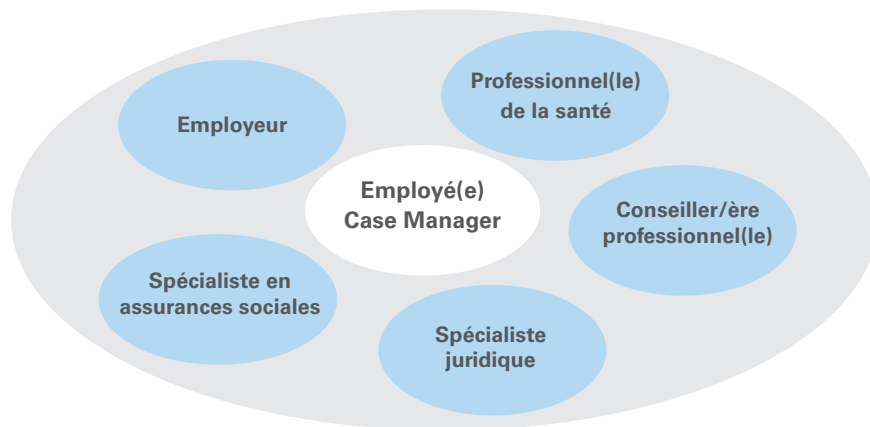 Professionnel(le)
de la santé
Employeur
Employé(e)
Case Manager
Conseiller/ère
professionnel(le)
Spécialiste en
assurances sociales
Spécialiste
juridique